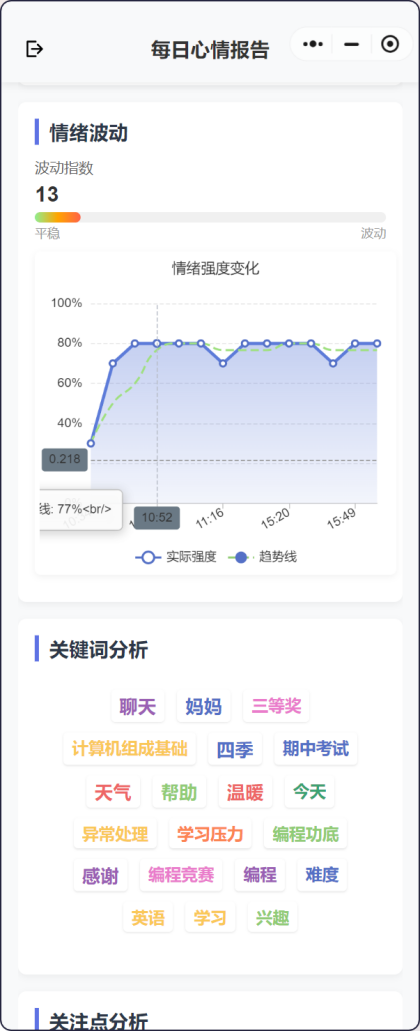 每日心情报告
情绪波动
波动指数
13
平稳 波动
情绪强度变化
100%
80%
60%
40%
0.218
线: 77%<br/>
10:52
11:16
15:20
15:49
实际强度 趋势线
关键词分析
聊天 妈妈 三等奖
计算机组成基础 四季 期中考试
天气 帮助 温暖 今天
异常处理 学习压力 编程功底
感谢 编程竞赛 编程 难度
英语 学习 兴趣
关注点分析